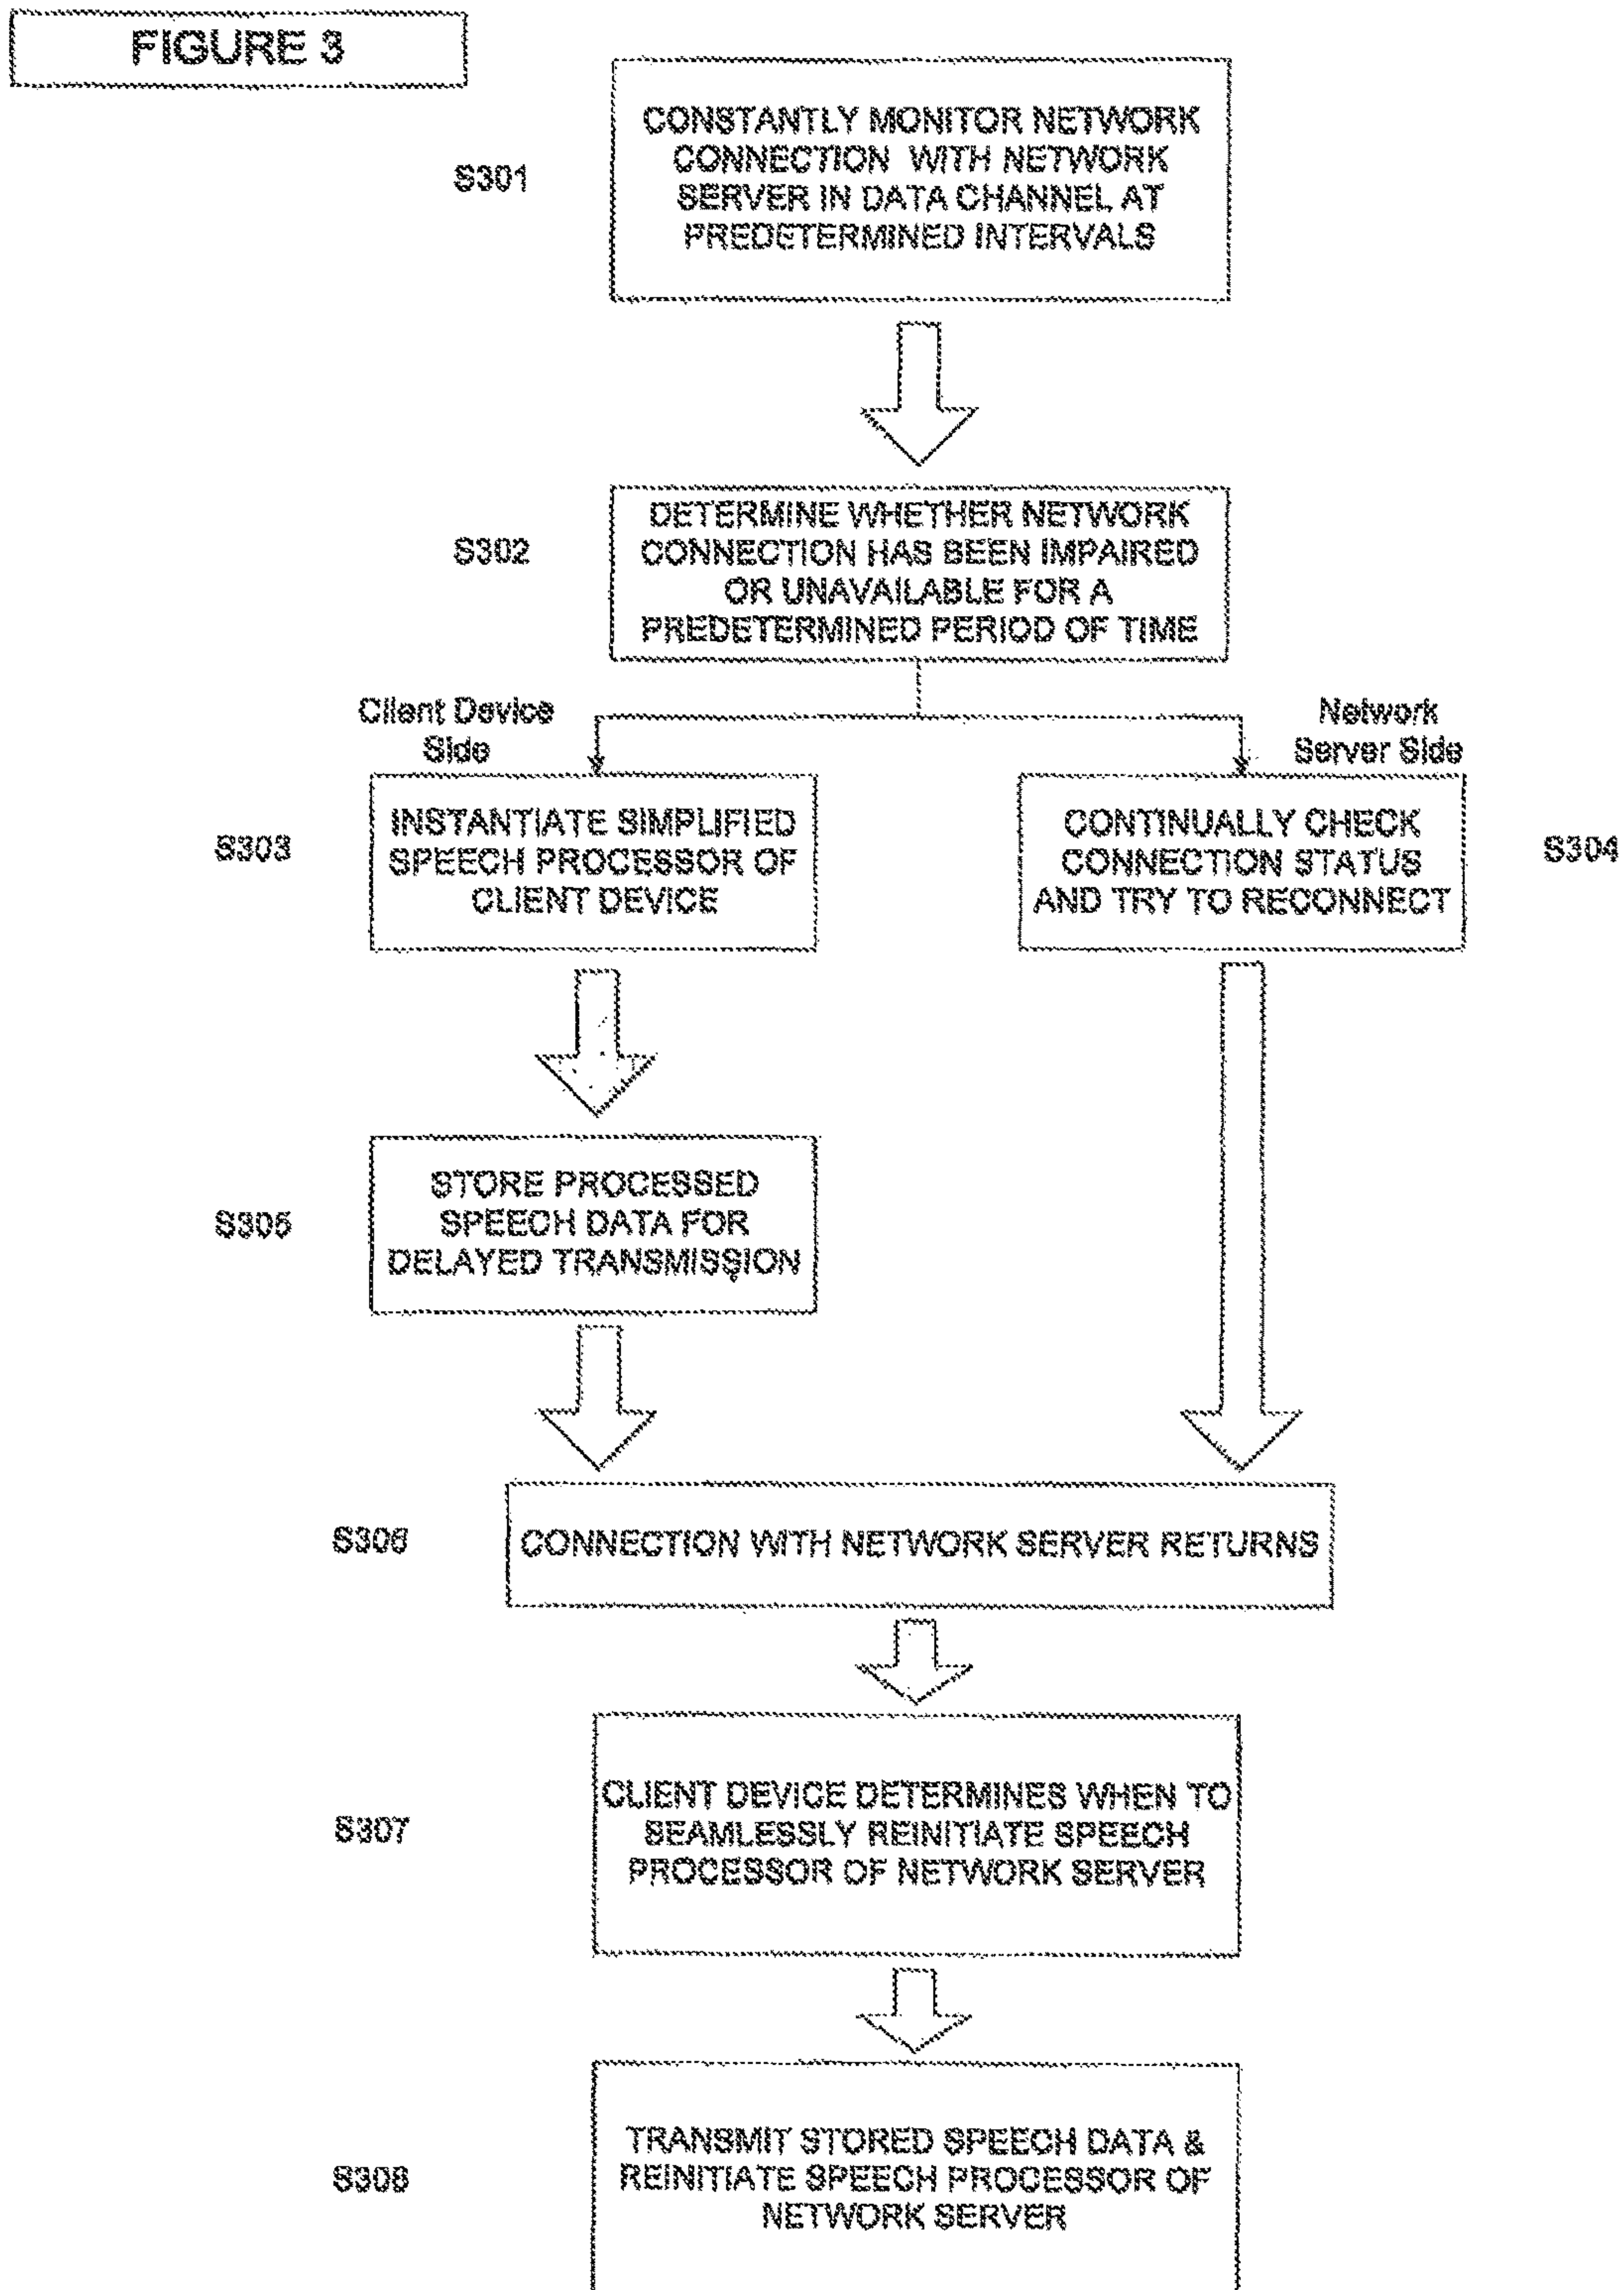 FIGURE 3
CONSTANTLY MONITOR NETWORK
CONNECTION WITH NETWORK
SERVER IN DATA CHANNEL AT
PREDETERMINED INTERVALS
S301
DETERMINE WHETHER NETWORK
CONNECTION HAS BEEN IMPAIRED
OR UNAVAILABLE FOR A
PREDETERMINED PERIOD OF TIME
S302
Client Device
Side
Network
Server Side
S303
INSTANTIATE SIMPLIFIED
SPEECH PROCESSOR OF
CLIENT DEVICE
CONTINUALLY CHECK
CONNECTION STATUS
AND TRY TO RECONNECT
S304
S305
STORE PROCESSED
SPEECH DATA FOR
DELAYED TRANSMISSION
S306
CONNECTION WITH NETWORK SERVER RETURNS
S307
CLIENT DEVICE DETERMINES WHEN TO
SEAMLESSLY REINITIATE SPEECH
PROCESSOR OF NETWORK SERVER
S308
TRANSMIT STORED SPEECH DATA &
REINITIATE SPEECH PROCESSOR OF
NETWORK SERVER